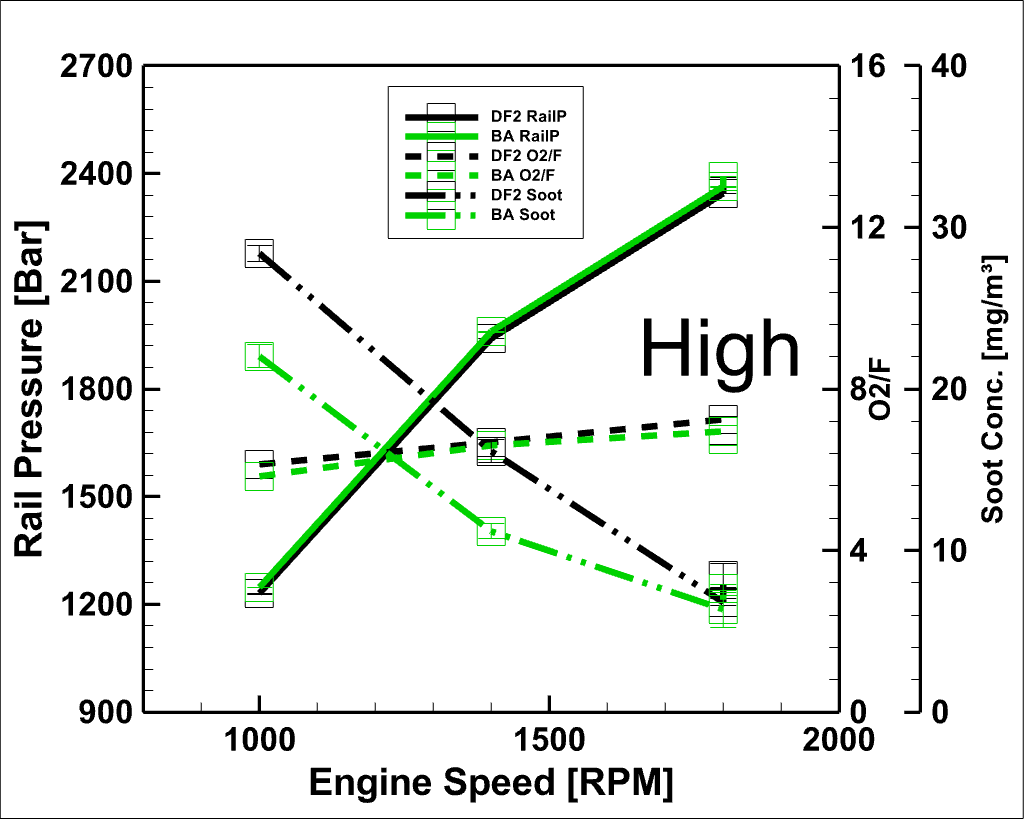 2700
2400
2100
1800
1500
1200
900
Rail Pressure [Bar]
DF2 RailP
BA RailP
DF2 O2/F
BA O2/F
DF2 Soot
BA Soot
High
16
12
8
4
0
O2/F
40
30
20
10
0
Soot Conc. [mg/m³]
1000 1500 2000
Engine Speed [RPM]